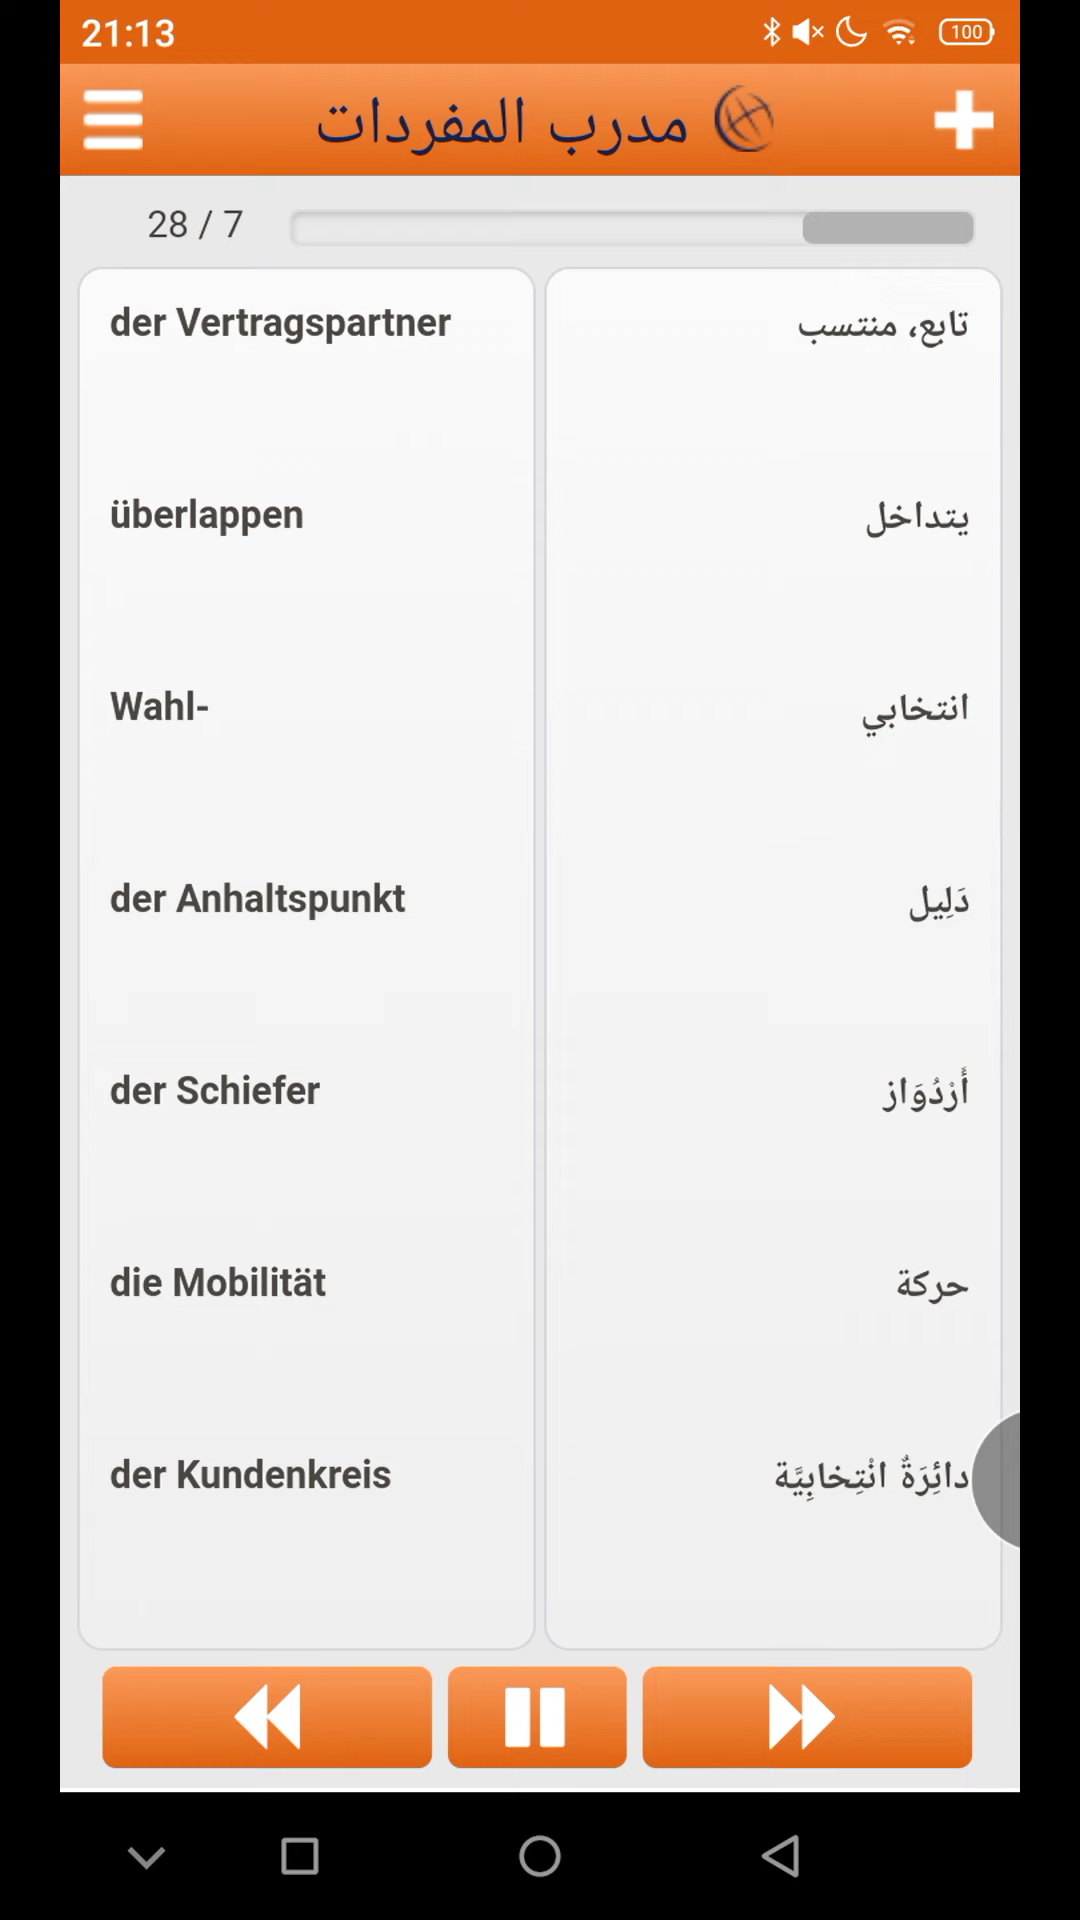 21:13
100
مدرب المفردات
28 / 7
der Vertragspartner
تابع، منتسب
überlappen
يتداخل
Wahl-
انتخابي
der Anhaltspunkt
دَلِيل
der Schiefer
أَرْدُوَاز
die Mobilität
حركة
der Kundenkreis
دائِرَةٌ انْتِخابِيَّة